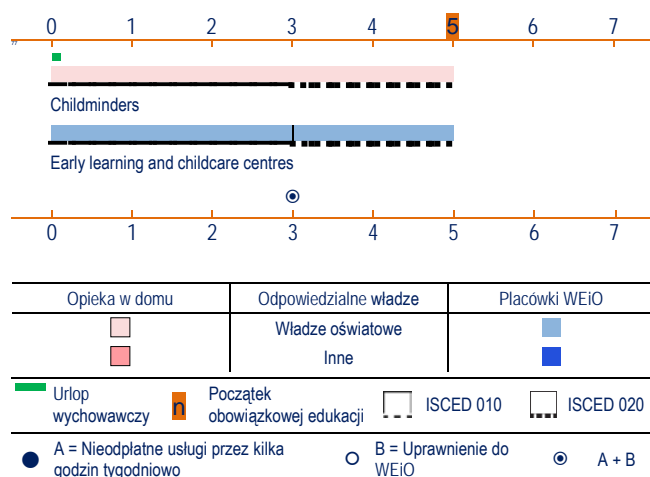 0 1 2 3 4 5 6 7
”
Childminders
Early learning and childcare centres
0 1 2 3 4 5 6 7
Opieka w domu Odpowiedzialne władze Placówki WEiO
Władze oświatowe
Inne
Urlop
wychowawczy
n
Początek
obowiązkowej edukacji
ISCED 010
ISCED 020
A = Nieodpłatne usługi przez kilka
godzin tygodniowo
B = Uprawnienie do
WEiO
A + B